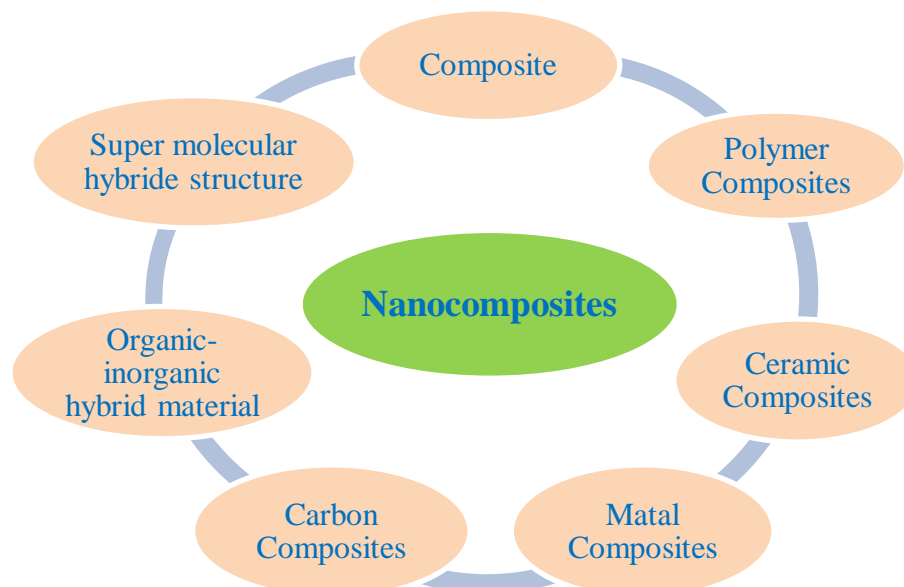 Composite
Polymer
Composites
Ceramic
Composites
Matal
Composites
Carbon
Composites
Organic-
inorganic
hybrid material
Super molecular
hybride structure
Nanocomposites